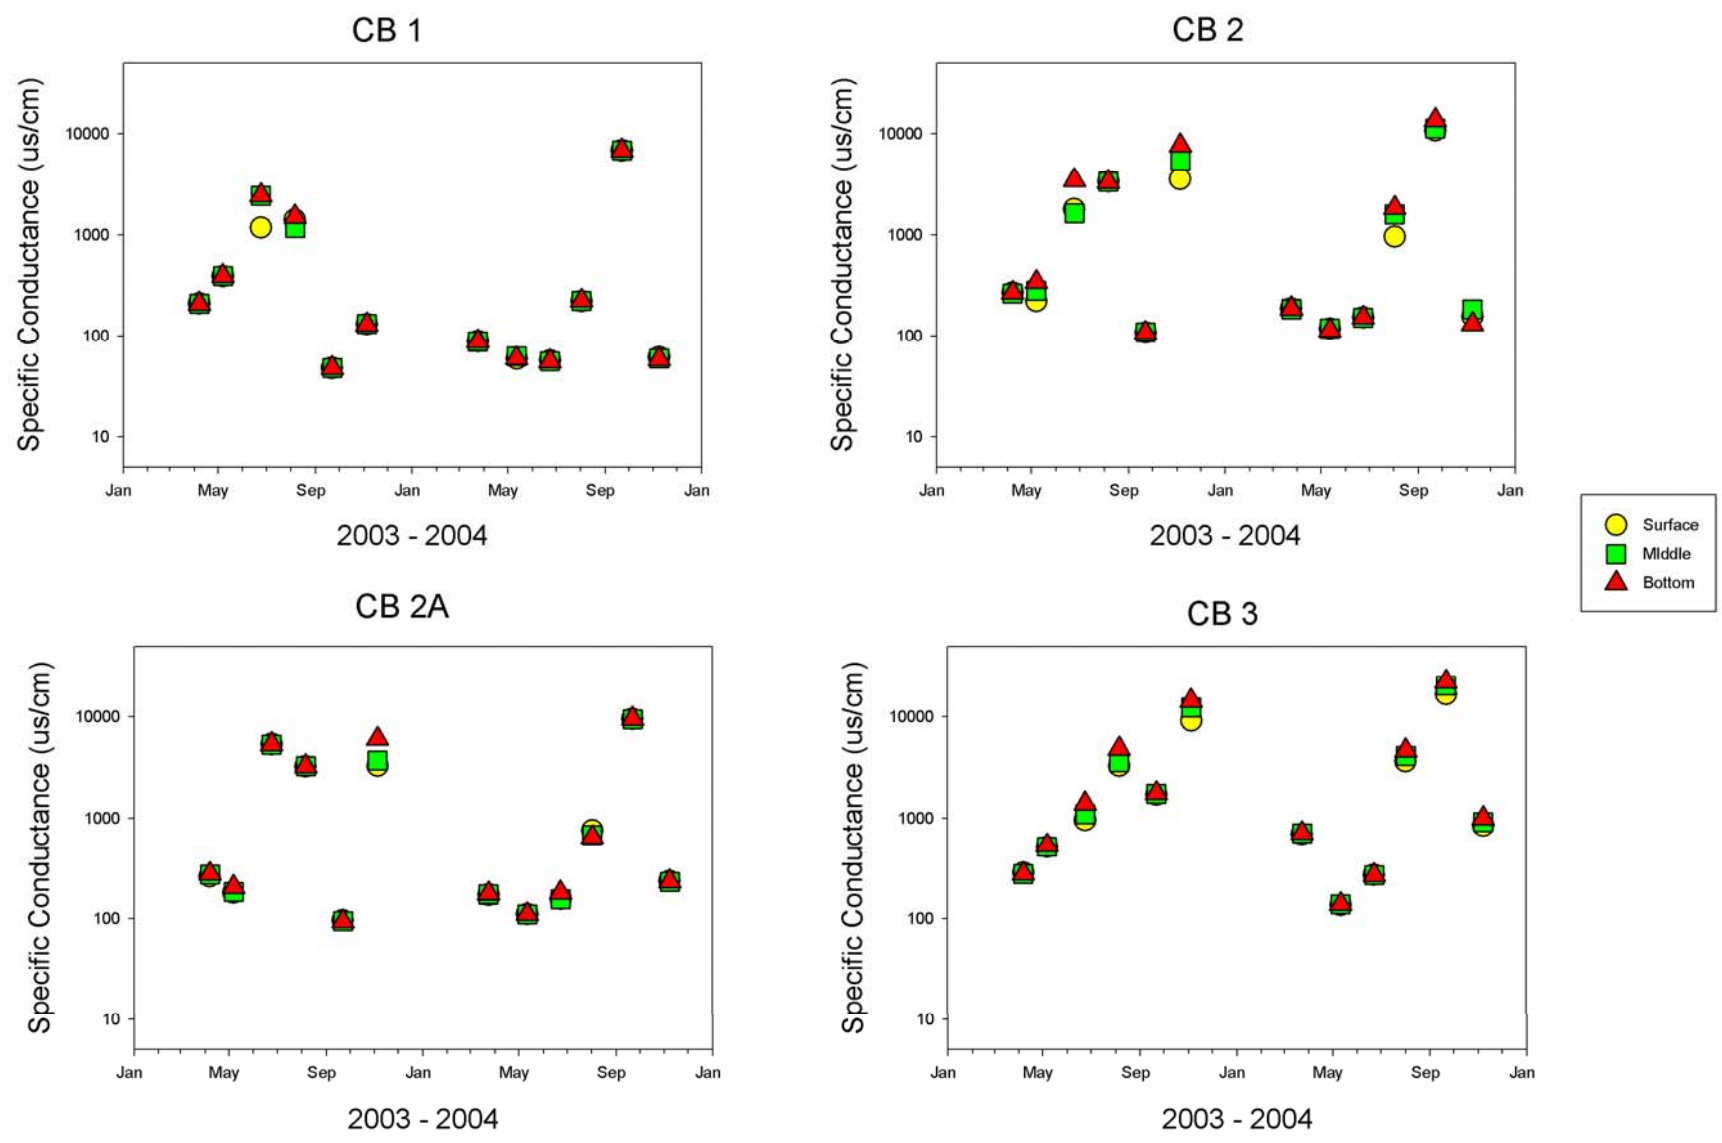 CB 1
Specific Conductance (us/cm)
10000
1000
100
10
Jan May Sep Jan May Sep Jan
2003 - 2004
CB 2
Specific Conductance (us/cm)
10000
1000
100
10
Jan May Sep Jan May Sep Jan
2003 - 2004
Surface
MIddle
Bottom
CB 2A
Specific Conductance (us/cm)
10000
1000
100
10
Jan May Sep Jan May Sep Jan
2003 - 2004
CB 3
Specific Conductance (us/cm)
10000
1000
100
10
Jan May Sep Jan May Sep Jan
2003 - 2004